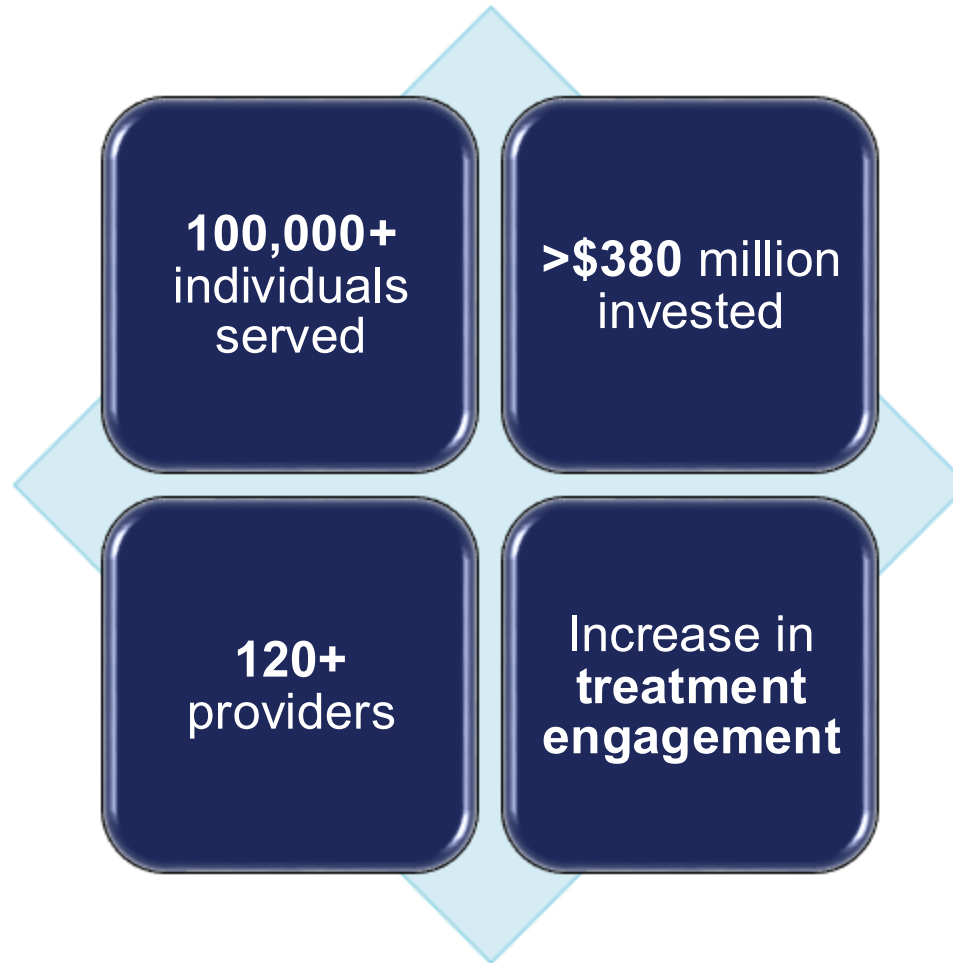 100,000+
individuals
served
>$380 million
invested
120+
providers
Increase in
treatment
engagement